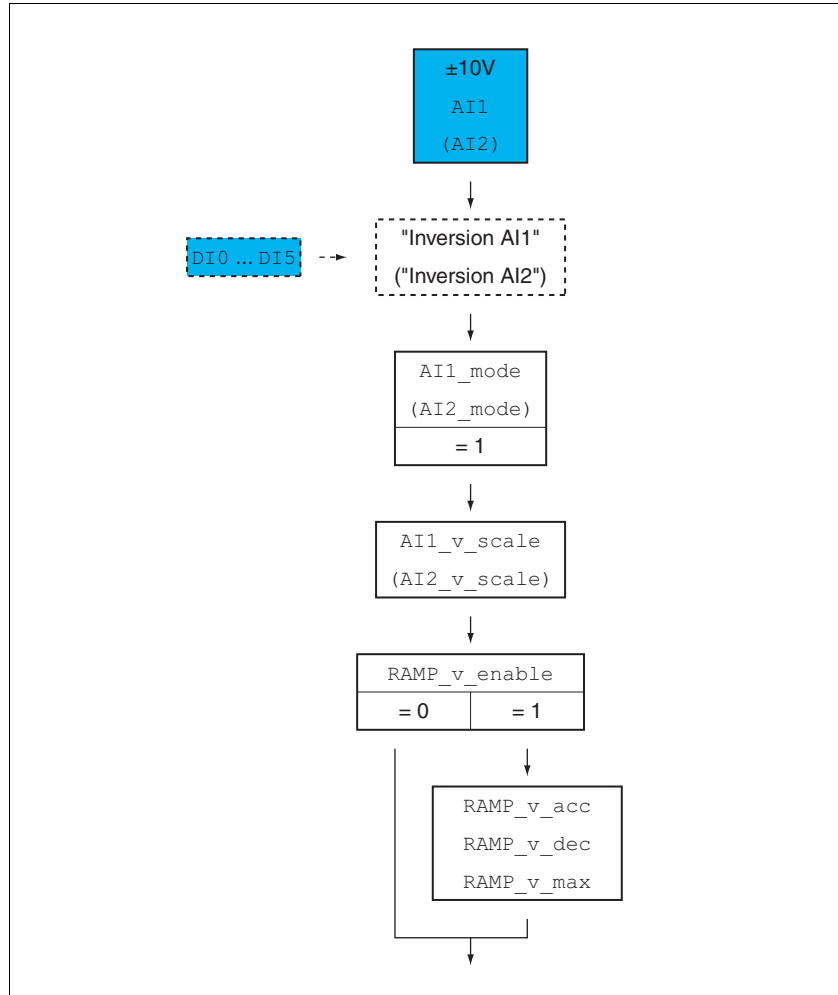 ±10V
AI1
(AI2)
"Inversion AI1"
("Inversion AI2")
DI0 ... DI5
AI1_mode
(AI2_mode)
= 1
AI1_v_scale
(AI2_v_scale)
RAMP_v_enable
= 0
= 1
RAMP_v_acc
RAMP_v_dec
RAMP_v_max